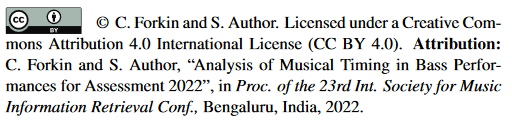 cc BY © C. Forkin and S. Author. Licensed under a Creative Com-
mons Attribution 4.0 International License (CC BY 4.0). Attribution:
C. Forkin and S. Author, “Analysis of Musical Timing in Bass Perfor-
mances for Assessment 2022”, in Proc. of the 23rd Int. Society for Music
Information Retrieval Conf., Bengaluru, India, 2022.